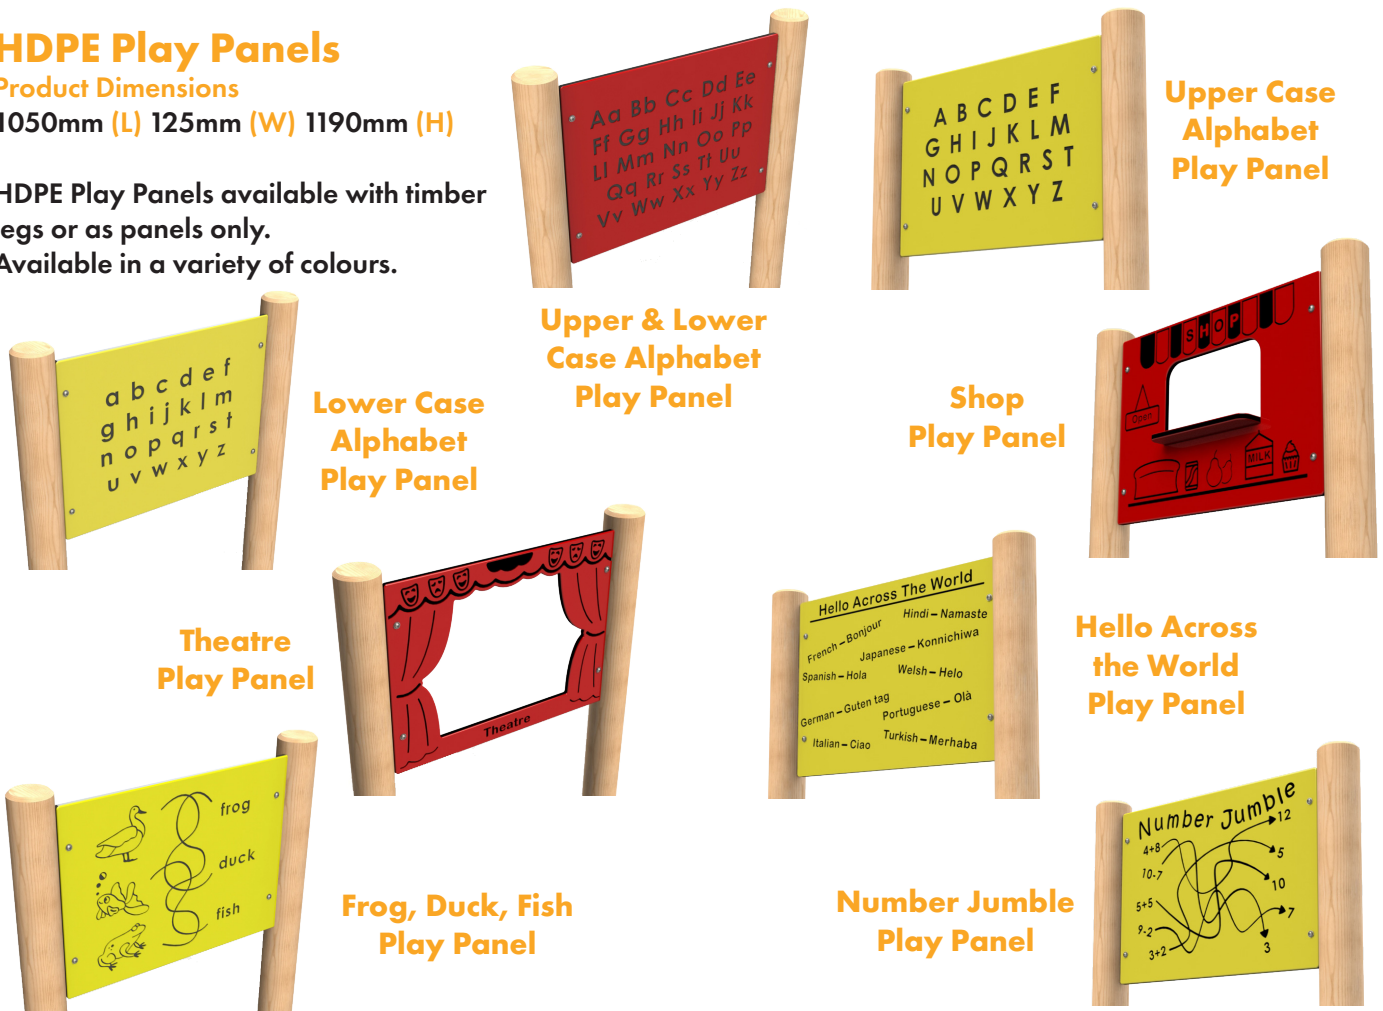 HDPE Play Panels
Product Dimensions
1050mm (L) 125mm (W) 1190mm (H)
HDPE Play Panels available with timber
legs or as panels only.
Available in a variety of colours.
Aa Bb Cc Dd Ee
Ff Gg Hh Ii Jj Kk
Ll Mm Nn Oo Pp
Qq Rr Ss Tt Uu
Vv Ww Xx Yy Zz
Upper & Lower
Case Alphabet
Play Panel
A B C D E F
G H I J K L M
N O P Q R S T
U V W X Y Z
Upper Case
Alphabet
Play Panel
a b c d e f
g h i j k l m
n o p q r s t
u v w x y z
Lower Case
Alphabet
Play Panel
SHOP
Open
MILK
Shop
Play Panel
Theatre
Theatre
Play Panel
Hello Across The World
Hindi – Namaste
French – Bonjour
Japanese – Konnichiwa
Spanish – Hola
Welsh – Helo
German – Guten tag
Portuguese – Olà
Italian – Ciao
Turkish – Merhaba
Hello Across
the World
Play Panel
frog
duck
fish
Frog, Duck, Fish
Play Panel
Number Jumble
4+8
12
10-7
5
5+5
10
9-2
7
3+2
3
Number Jumble
Play Panel